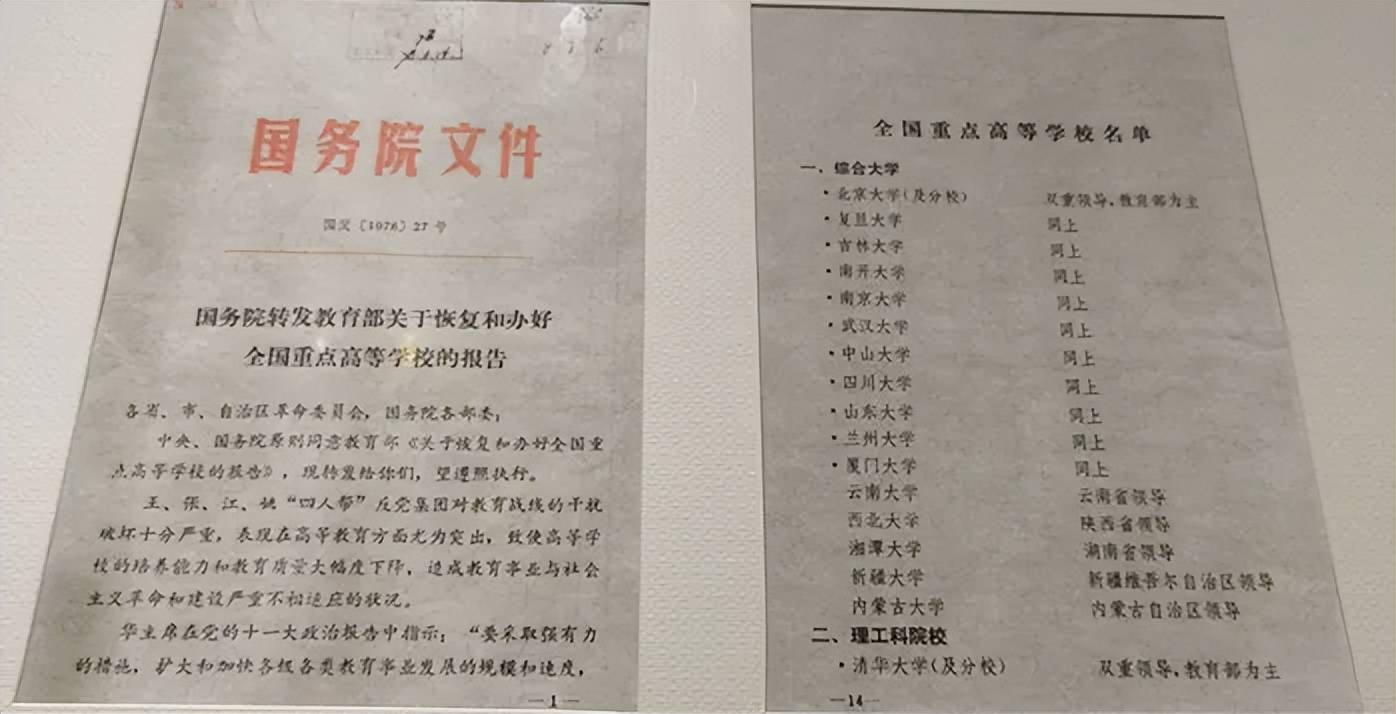 国务院文件
国发〔1978〕27号
国务院转发教育部关于恢复和办好
全国重点高等学校的报告
各省、市、自治区革命委员会，国务院各部委：
中央、国务院原则同意教育部《关于恢复和办好全国重
点高等学校的报告》，现转发给你们，望遵照执行。
王、张、江、姚“四人帮”反党集团对教育战线的干扰
破坏十分严重，表现在高等教育方面尤为突出，致使高等学
校的培养能力和教育质量大幅度下降，造成教育事业与社会
主义革命和建设严重不相适应的状况。
华主席在党的十一大政治报告中指示：“要采取强有力
的措施，扩大和加快各级各类教育事业发展的规模和速度，
—1—
全国重点高等学校名单
一、综合大学
·北京大学（及分校） 双重领导，教育部为主
·复旦大学 同上
·吉林大学 同上
·南开大学 同上
·南京大学 同上
·武汉大学 同上
·中山大学 同上
·四川大学 同上
·山东大学 同上
·兰州大学 同上
·厦门大学 同上
云南大学 云南省领导
西北大学 陕西省领导
湘潭大学 湖南省领导
新疆大学 新疆维吾尔自治区领导
内蒙古大学 内蒙古自治区领导
二、理工科院校
·清华大学（及分校） 双重领导，教育部为主
—14—